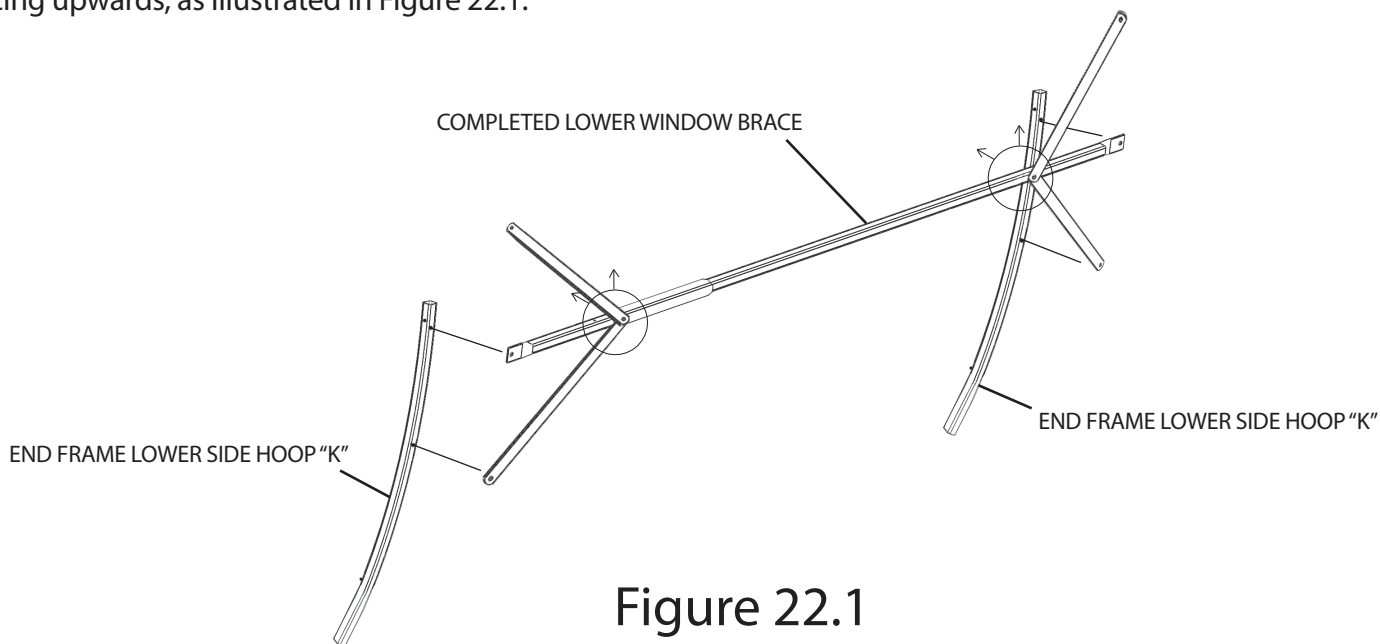 upwards, as illustrated in Figure 22.1.
COMPLETED LOWER WINDOW BRACE
END FRAME LOWER SIDE HOOP “K”
END FRAME LOWER SIDE HOOP “K”
Figure 22.1